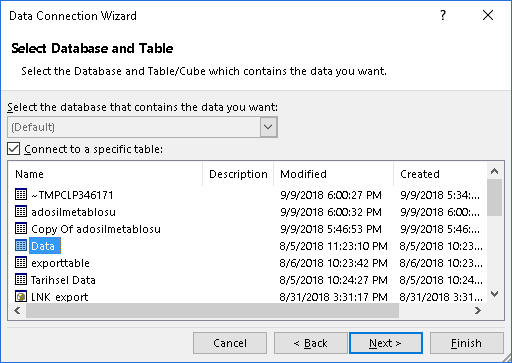 Data Connection Wizard
?
Select Database and Table
Select the Database and Table/Cube which contains the data you want.
Select the database that contains the data you want:
(Default)
Connect to a specific table:
Name Description Modified Created
~TMPCLP346171 9/9/2018 6:00:27 PM 9/9/2018 5:34:...
adosilmetablosu 9/9/2018 6:00:32 PM 9/9/2018 6:00:...
Copy Of adosilmetablosu 9/9/2018 5:46:53 PM 9/9/2018 5:46:...
Data 8/5/2018 11:23:10 PM 8/5/2018 10:23...
exporttable 8/6/2018 10:23:42 PM 8/6/2018 10:23...
Tarihsel Data 8/5/2018 10:24:27 PM 8/5/2018 10:24...
LNK_export 8/31/2018 3:31:17 PM 8/31/2018 3:31...
Cancel < Back Next > Finish